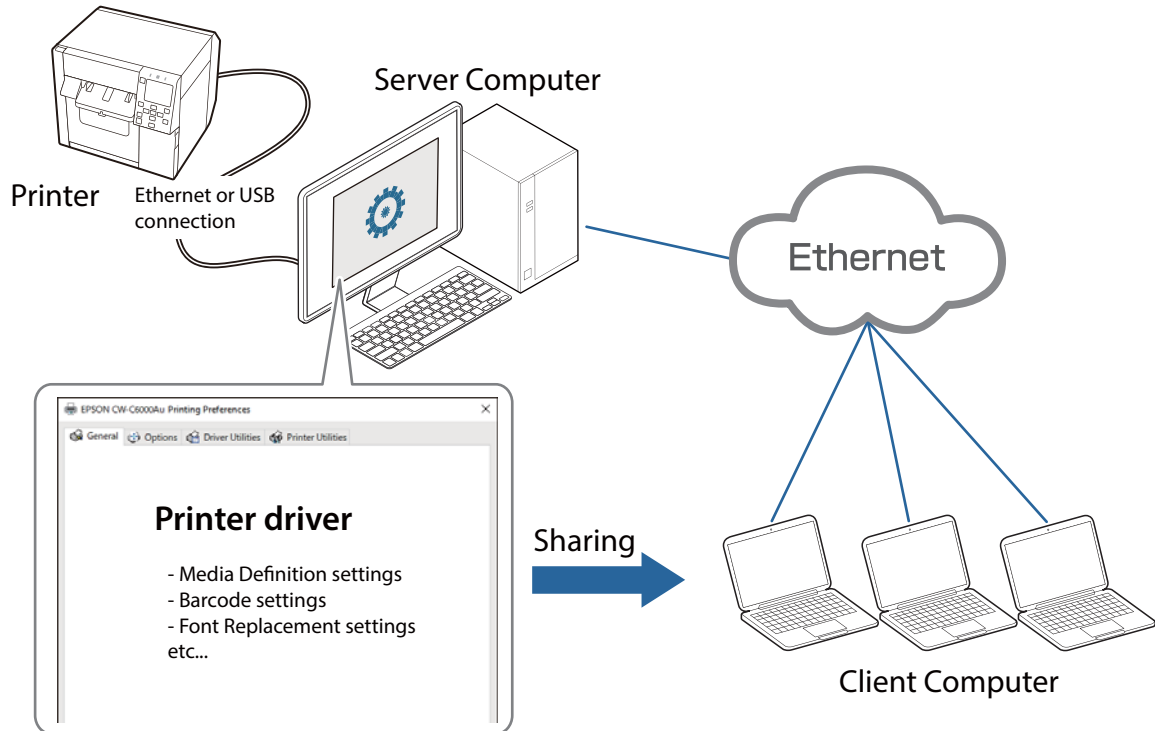 Server Computer
Printer
Ethernet or USB
connection
Ethernet
EPSON CW-C6000Au Printing Preferences
General Options Driver Utilities Printer Utilities
Printer driver
- Media Definition settings
- Barcode settings
- Font Replacement settings
etc...
Sharing
Client Computer